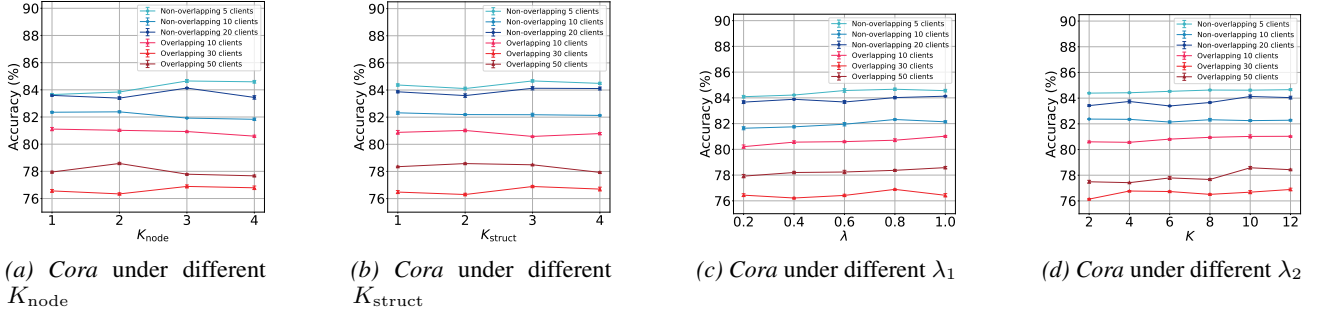 90
88
86
84
82
80
78
76
Accuracy (%)
Non-overlapping 5 clients
Non-overlapping 10 clients
Non-overlapping 20 clients
Overlapping 10 clients
Overlapping 30 clients
Overlapping 50 clients
1 2 3 4
K_node
(a) Cora under different
K_node
90
88
86
84
82
80
78
76
Accuracy (%)
Non-overlapping 5 clients
Non-overlapping 10 clients
Non-overlapping 20 clients
Overlapping 10 clients
Overlapping 30 clients
Overlapping 50 clients
1 2 3 4
K_struct
(b) Cora under different
K_struct
90
88
86
84
82
80
78
76
Accuracy (%)
Non-overlapping 5 clients
Non-overlapping 10 clients
Non-overlapping 20 clients
Overlapping 10 clients
Overlapping 30 clients
Overlapping 50 clients
0.2 0.4 0.6 0.8 1.0
λ
(c) Cora under different λ₁
90
88
86
84
82
80
78
76
Accuracy (%)
Non-overlapping 5 clients
Non-overlapping 10 clients
Non-overlapping 20 clients
Overlapping 10 clients
Overlapping 30 clients
Overlapping 50 clients
2 4 6 8 10 12
K
(d) Cora under different λ₂